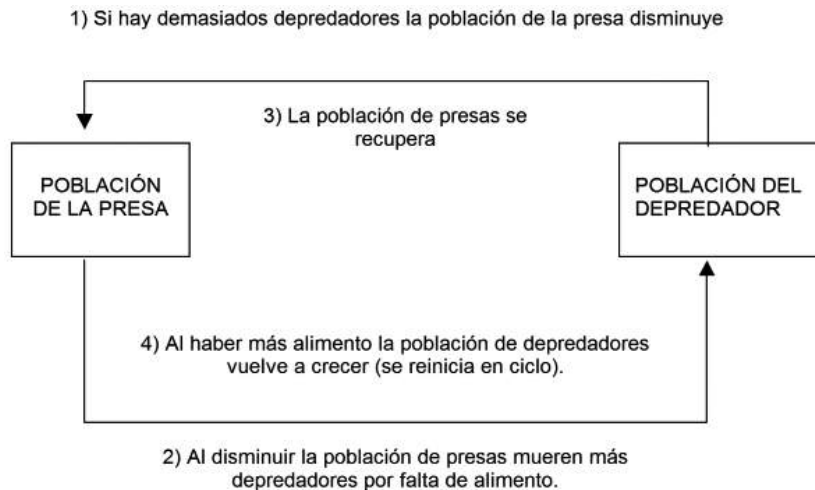 1) Si hay demasiados depredadores la población de la presa disminuye
3) La población de presas se
recupera
POBLACIÓN
DE LA PRESA
POBLACIÓN DEL
DEPREDADOR
4) Al haber más alimento la población de depredadores
vuelve a crecer (se reinicia en ciclo).
2) Al disminuir la población de presas mueren más
depredadores por falta de alimento.